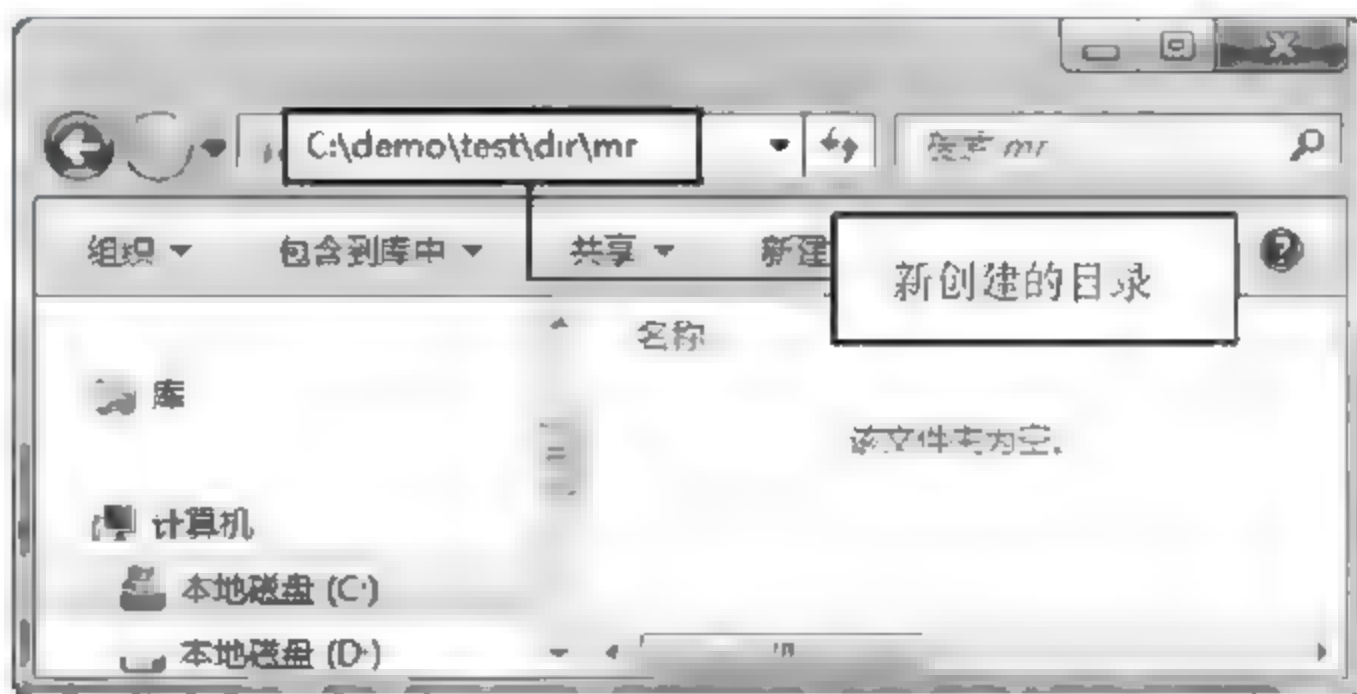 C:\demo\test\dir\mr
搜索 mr
组织 包含到库中 共享 新建
新创建的目录
名称
库
该文件夹为空。
计算机
本地磁盘 (C:)
本地磁盘 (D:)